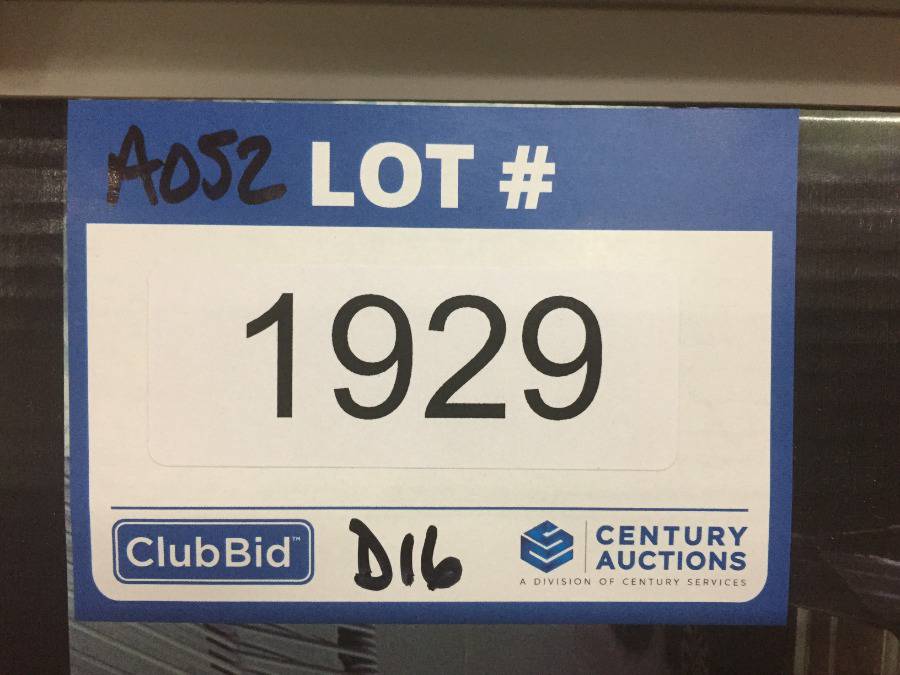 A052 LOT #
1929
ClubBid™ D16 CENTURY
AUCTIONS
A DIVISION OF CENTURY SERVICES